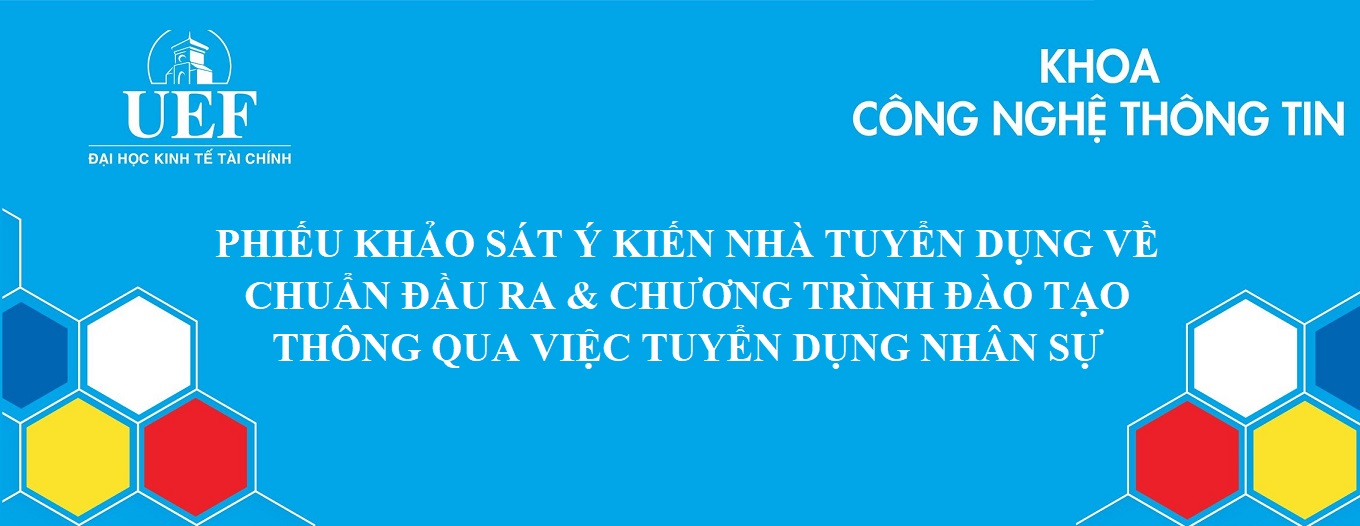 UEF
ĐẠI HỌC KINH TẾ TÀI CHÍNH
KHOA
CÔNG NGHỆ THÔNG TIN
PHIẾU KHẢO SÁT Ý KIẾN NHÀ TUYỂN DỤNG VỀ
CHUẨN ĐẦU RA & CHƯƠNG TRÌNH ĐÀO TẠO
THÔNG QUA VIỆC TUYỂN DỤNG NHÂN SỰ